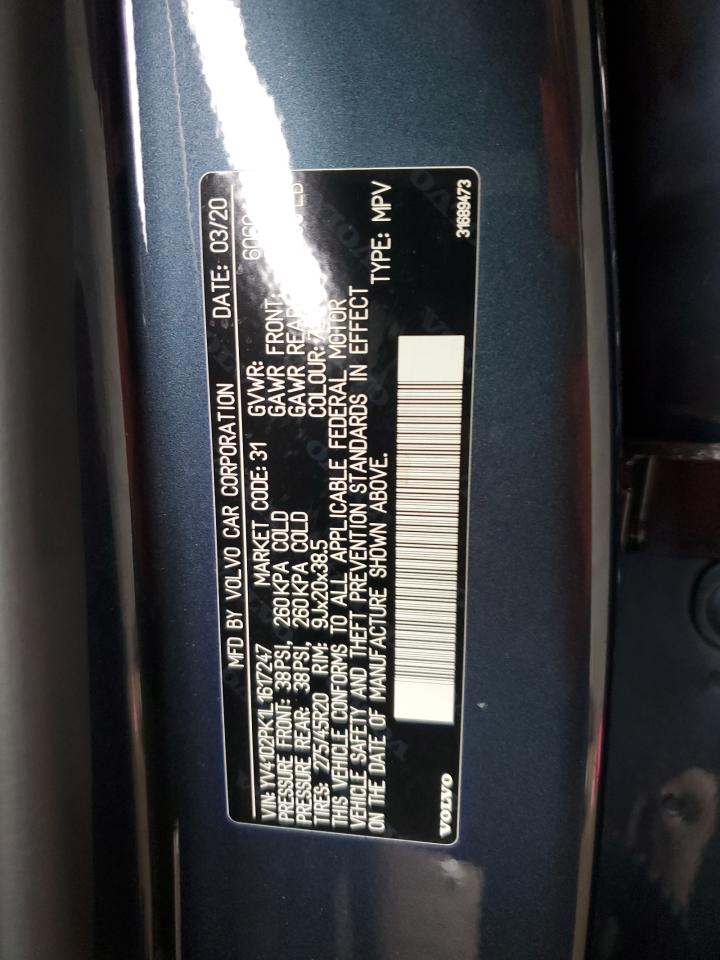 MFD BY VOLVO CAR CORPORATION DATE: 03/20
VIN: YV4102PK1L1617247 MARKET CODE: 31 GVWR:
PRESSURE FRONT: 38PSI, 260KPA COLD GAWR FRONT:
PRESSURE REAR: 38PSI, 260KPA COLD GAWR REAR LB
TIRES: 275/45R20 RIM: 9Jx20x38.5 COLOUR:
THIS VEHICLE CONFORMS TO ALL APPLICABLE FEDERAL MOTOR
VEHICLE SAFETY AND THEFT PREVENTION STANDARDS IN EFFECT
ON THE DATE OF MANUFACTURE SHOWN ABOVE. TYPE: MPV
VOLVO 31689473